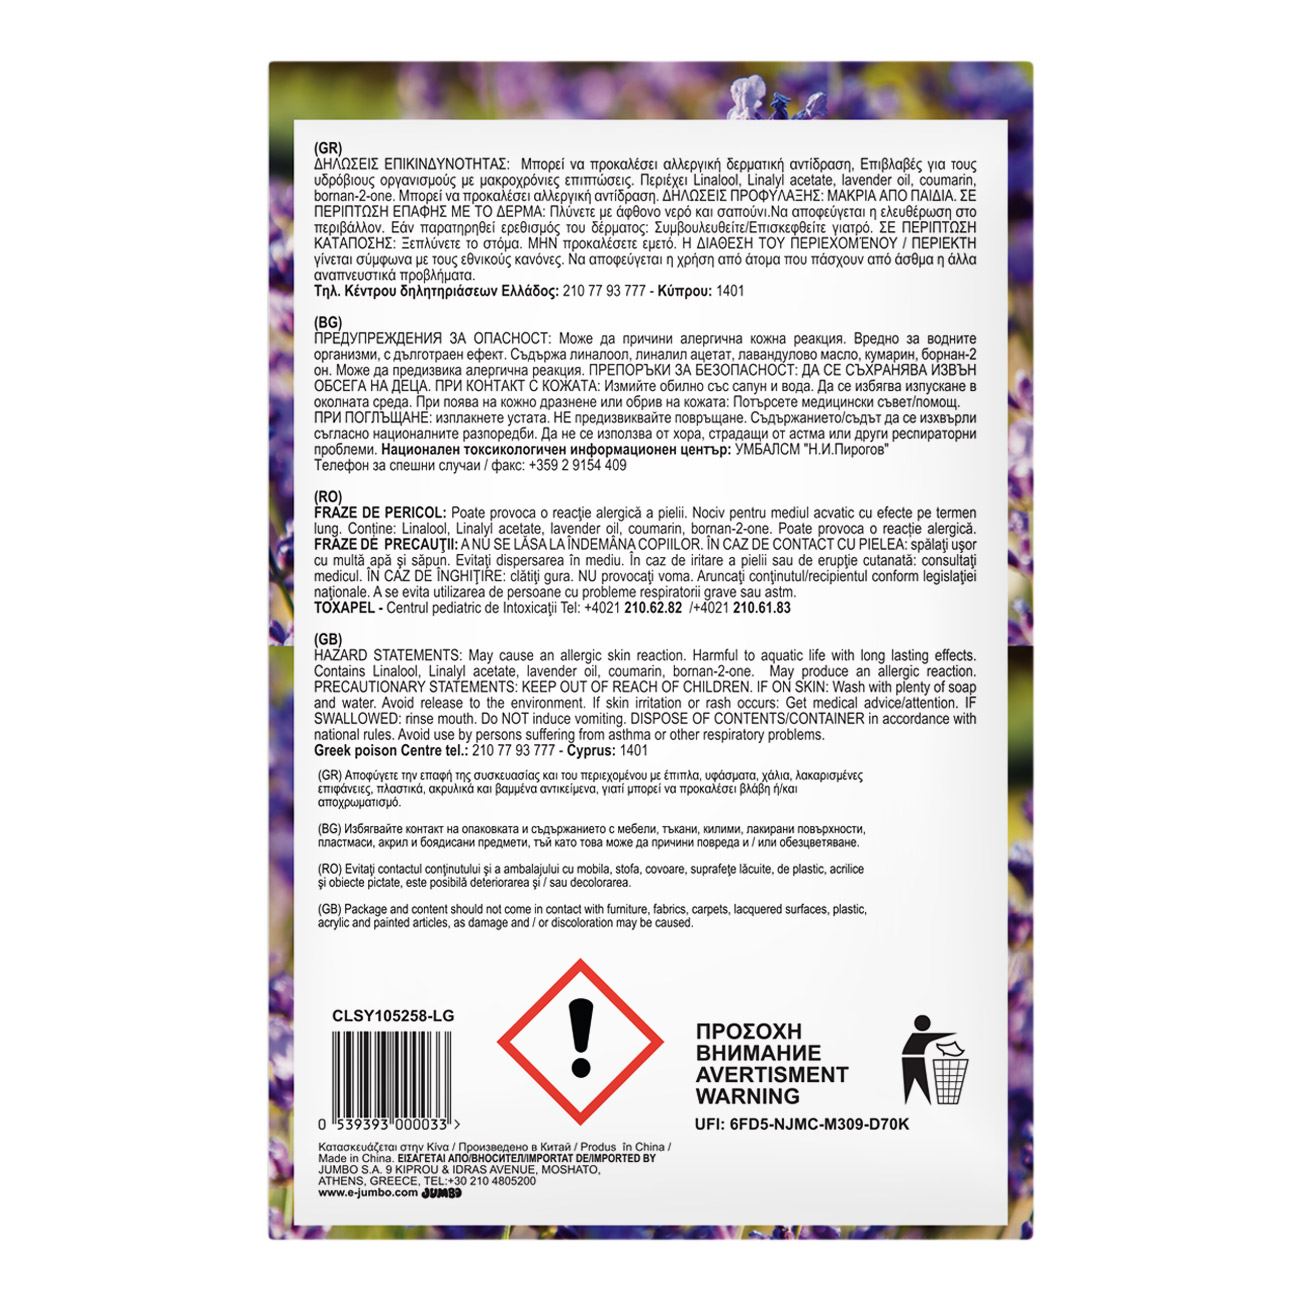 (GR)
ΔΗΛΩΣΕΙΣ ΕΠΙΚΙΝΔΥΝΟΤΗΤΑΣ: Μπορεί να προκαλέσει αλλεργική δερματική αντίδραση, Επιβλαβές για τους
υδρόβιους οργανισμούς με μακροχρόνιες επιπτώσεις. Περιέχει Linalool, Linalyl acetate, lavender oil, coumarin,
bornan-2-one. Μπορεί να προκαλέσει αλλεργική αντίδραση. ΔΗΛΩΣΕΙΣ ΠΡΟΦΥΛΑΞΗΣ: ΜΑΚΡΙΑ ΑΠΟ ΠΑΙΔΙΑ. ΣΕ
ΠΕΡΙΠΤΩΣΗ ΕΠΑΦΗΣ ΜΕ ΤΟ ΔΕΡΜΑ: Πλύνετε με άφθονο νερό και σαπούνι.Να αποφεύγεται η ελευθέρωση στο
περιβάλλον. Εάν παρατηρηθεί ερεθισμός του δέρματος: Συμβουλευθείτε/Επισκεφθείτε γιατρό. ΣΕ ΠΕΡΙΠΤΩΣΗ
ΚΑΤΑΠΟΣΗΣ: Ξεπλύνετε το στόμα. ΜΗΝ προκαλέσετε εμετό. Η ΔΙΑΘΕΣΗ ΤΟΥ ΠΕΡΙΕΧΟΜΈΝΟΥ / ΠΕΡΙΕΚΤΗ
γίνεται σύμφωνα με τους εθνικούς κανόνες. Να αποφεύγεται η χρήση από άτομα που πάσχουν από άσθμα η άλλα
αναπνευστικά προβλήματα.
Τηλ. Κέντρου δηλητηριάσεων Ελλάδος: 210 77 93 777 - Κύπρου: 1401
(BG)
ПРЕДУПРЕЖДЕНИЯ ЗА ОПАСНОСТ: Може да причини алергична кожна реакция. Вредно за водните
организми, с дълготраен ефект. Съдържа линалоол, линалил ацетат, лавандулово масло, кумарин, борнан-2
он. Може да предизвика алергична реакция. ПРЕПОРЪКИ ЗА БЕЗОПАСНОСТ: ДА СЕ СЪХРАНЯВА ИЗВЪН
ОБСЕГА НА ДЕЦА. ПРИ КОНТАКТ С КОЖАТА: Измийте обилно със сапун и вода. Да се избягва изпускане в
околната среда. При поява на кожно дразнене или обрив на кожата: Потърсете медицински съвет/помощ.
ПРИ ПОГЛЪЩАНЕ: изплакнете устата. НЕ предизвиквайте повръщане. Съдържанието/съдът да се изхвърли
съгласно националните разпоредби. Да не се използва от хора, страдащи от астма или други респираторни
проблеми. Национален токсикологичен информационен център: УМБАЛСМ "Н.И.Пирогов"
Телефон за спешни случаи / факс: +359 2 9154 409
(RO)
FRAZE DE PERICOL: Poate provoca o reacţie alergică a pielii. Nociv pentru mediul acvatic cu efecte pe termen
lung. Conține: Linalool, Linalyl acetate, lavender oil, coumarin, bornan-2-one. Poate provoca o reacție alergică.
FRAZE DE PRECAUŢII: A NU SE LĂSA LA ÎNDEMÂNA COPIILOR. ÎN CAZ DE CONTACT CU PIELEA: spălaţi uşor
cu multă apă şi săpun. Evitaţi dispersarea în mediu. În caz de iritare a pielii sau de erupţie cutanată: consultaţi
medicul. ÎN CAZ DE ÎNGHIŢIRE: clătiţi gura. NU provocaţi voma. Aruncaţi conţinutul/recipientul conform legislaţiei
naţionale. A se evita utilizarea de persoane cu probleme respiratorii grave sau astm.
TOXAPEL - Centrul pediatric de Intoxicaţii Tel: +4021 210.62.82 /+4021 210.61.83
(GB)
HAZARD STATEMENTS: May cause an allergic skin reaction. Harmful to aquatic life with long lasting effects.
Contains Linalool, Linalyl acetate, lavender oil, coumarin, bornan-2-one. May produce an allergic reaction.
PRECAUTIONARY STATEMENTS: KEEP OUT OF REACH OF CHILDREN. IF ON SKIN: Wash with plenty of soap
and water. Avoid release to the environment. If skin irritation or rash occurs: Get medical advice/attention. IF
SWALLOWED: rinse mouth. Do NOT induce vomiting. DISPOSE OF CONTENTS/CONTAINER in accordance with
national rules. Avoid use by persons suffering from asthma or other respiratory problems.
Greek poison Centre tel.: 210 77 93 777 - Cyprus: 1401
(GR) Αποφύγετε την επαφή της συσκευασίας και του περιεχομένου με έπιπλα, υφάσματα, χάλια, λακαρισμένες
επιφάνειες, πλαστικά, ακρυλικά και βαμμένα αντικείμενα, γιατί μπορεί να προκαλέσει βλάβη ή/και
αποχρωματισμό.
(BG) Избягвайте контакт на опаковката и съдържанието с мебели, тъкани, килими, лакирани повърхности,
пластмаси, акрил и боядисани предмети, тъй като това може да причини повреда и / или обезцветяване.
(RO) Evitaţi contactul conţinutului şi a ambalajului cu mobila, stofa, covoare, suprafeţe lăcuite, de plastic, acrilice
şi obiecte pictate, este posibilă deteriorarea şi / sau decolorarea.
(GB) Package and content should not come in contact with furniture, fabrics, carpets, lacquered surfaces, plastic,
acrylic and painted articles, as damage and / or discoloration may be caused.
CLSY105258-LG
0 539393 000033 >
ΠΡΟΣΟΧΗ
ВНИМАНИЕ
AVERTISMENT
WARNING
UFI: 6FD5-NJMC-M309-D70K
Κατασκευάζεται στην Κίνα / Произведено в Китай / Produs în China /
Made in China. ΕΙΣΑΓΕΤΑΙ ΑΠΟ/ВНОСИТЕЛ/IMPORTAT DE/IMPORTED BY
JUMBO S.A. 9 KIPROU & IDRAS AVENUE, MOSHATO,
ATHENS, GREECE, TEL:+30 210 4805200
www.e-jumbo.com JUMBO